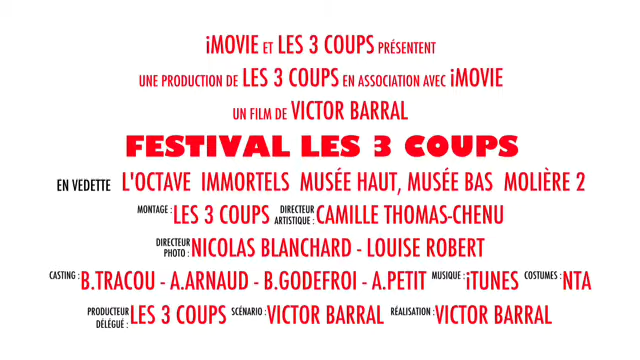 iMOVIE ET LES 3 COUPS PRÉSENTENT
UNE PRODUCTION DE LES 3 COUPS EN ASSOCIATION AVEC iMOVIE
UN FILM DE VICTOR BARRAL
FESTIVAL LES 3 COUPS
EN VEDETTE L'OCTAVE IMMORTELS MUSÉE HAUT, MUSÉE BAS MOLIÈRE 2
MONTAGE : LES 3 COUPS DIRECTEUR ARTISTIQUE : CAMILLE THOMAS-CHENU
DIRECTEUR PHOTO : NICOLAS BLANCHARD - LOUISE ROBERT
CASTING : B.TRACOU - A.ARNAUD - B.GODEFROI - A.PETIT MUSIQUE : iTUNES COSTUMES : NTA
PRODUCTEUR DÉLÉGUÉ : LES 3 COUPS SCÉNARIO : VICTOR BARRAL RÉALISATION : VICTOR BARRAL